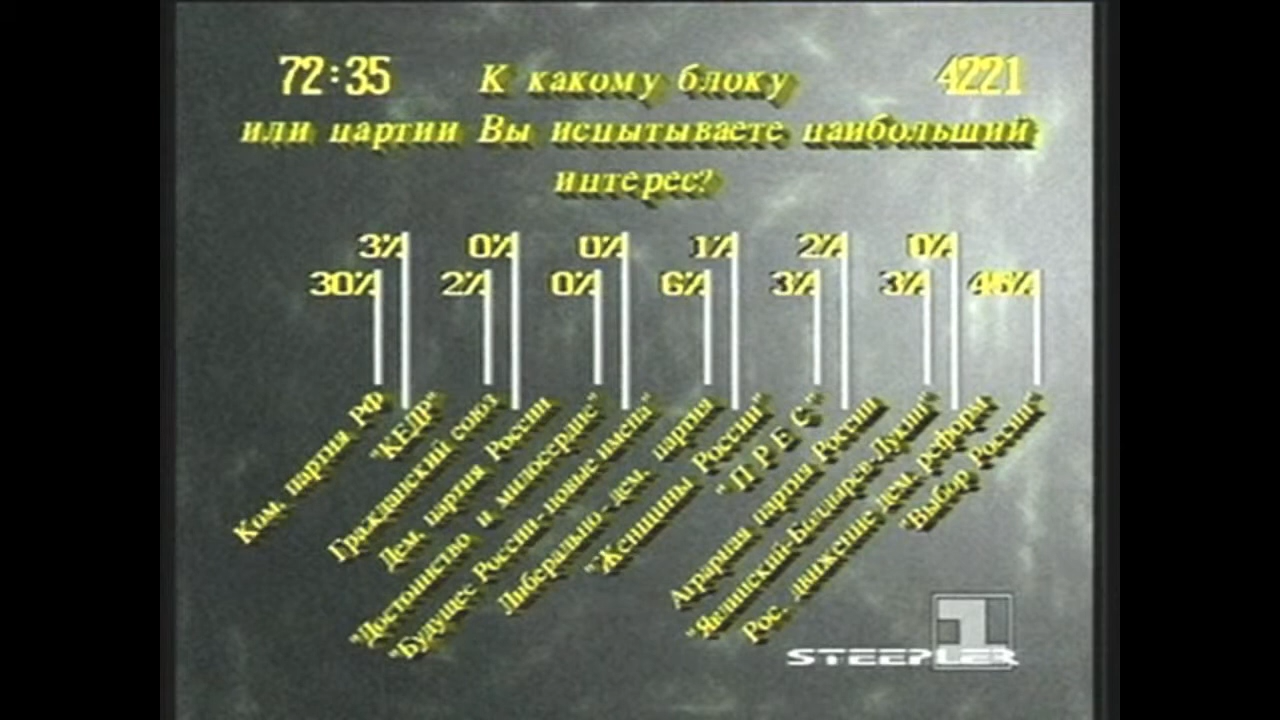 72:35 К какому блоку 4221
или партии Вы испытываете наибольший
интерес?
3% 0% 0% 1% 2% 0%
30% 2% 0% 6% 3% 3% 46%
Ком. партия РФ
"КЕДР"
Гражданский союз
Дем. партия России
"Достоинство и милосердие"
"Будущее России-новые имена"
Либерально-дем. партия
"Женщины России"
"П Р Е С"
Аграрная партия России
"Явлинский-Болдырев-Лукин"
Рос. движение дем. реформ
"Выбор России"
1
STEEPLER